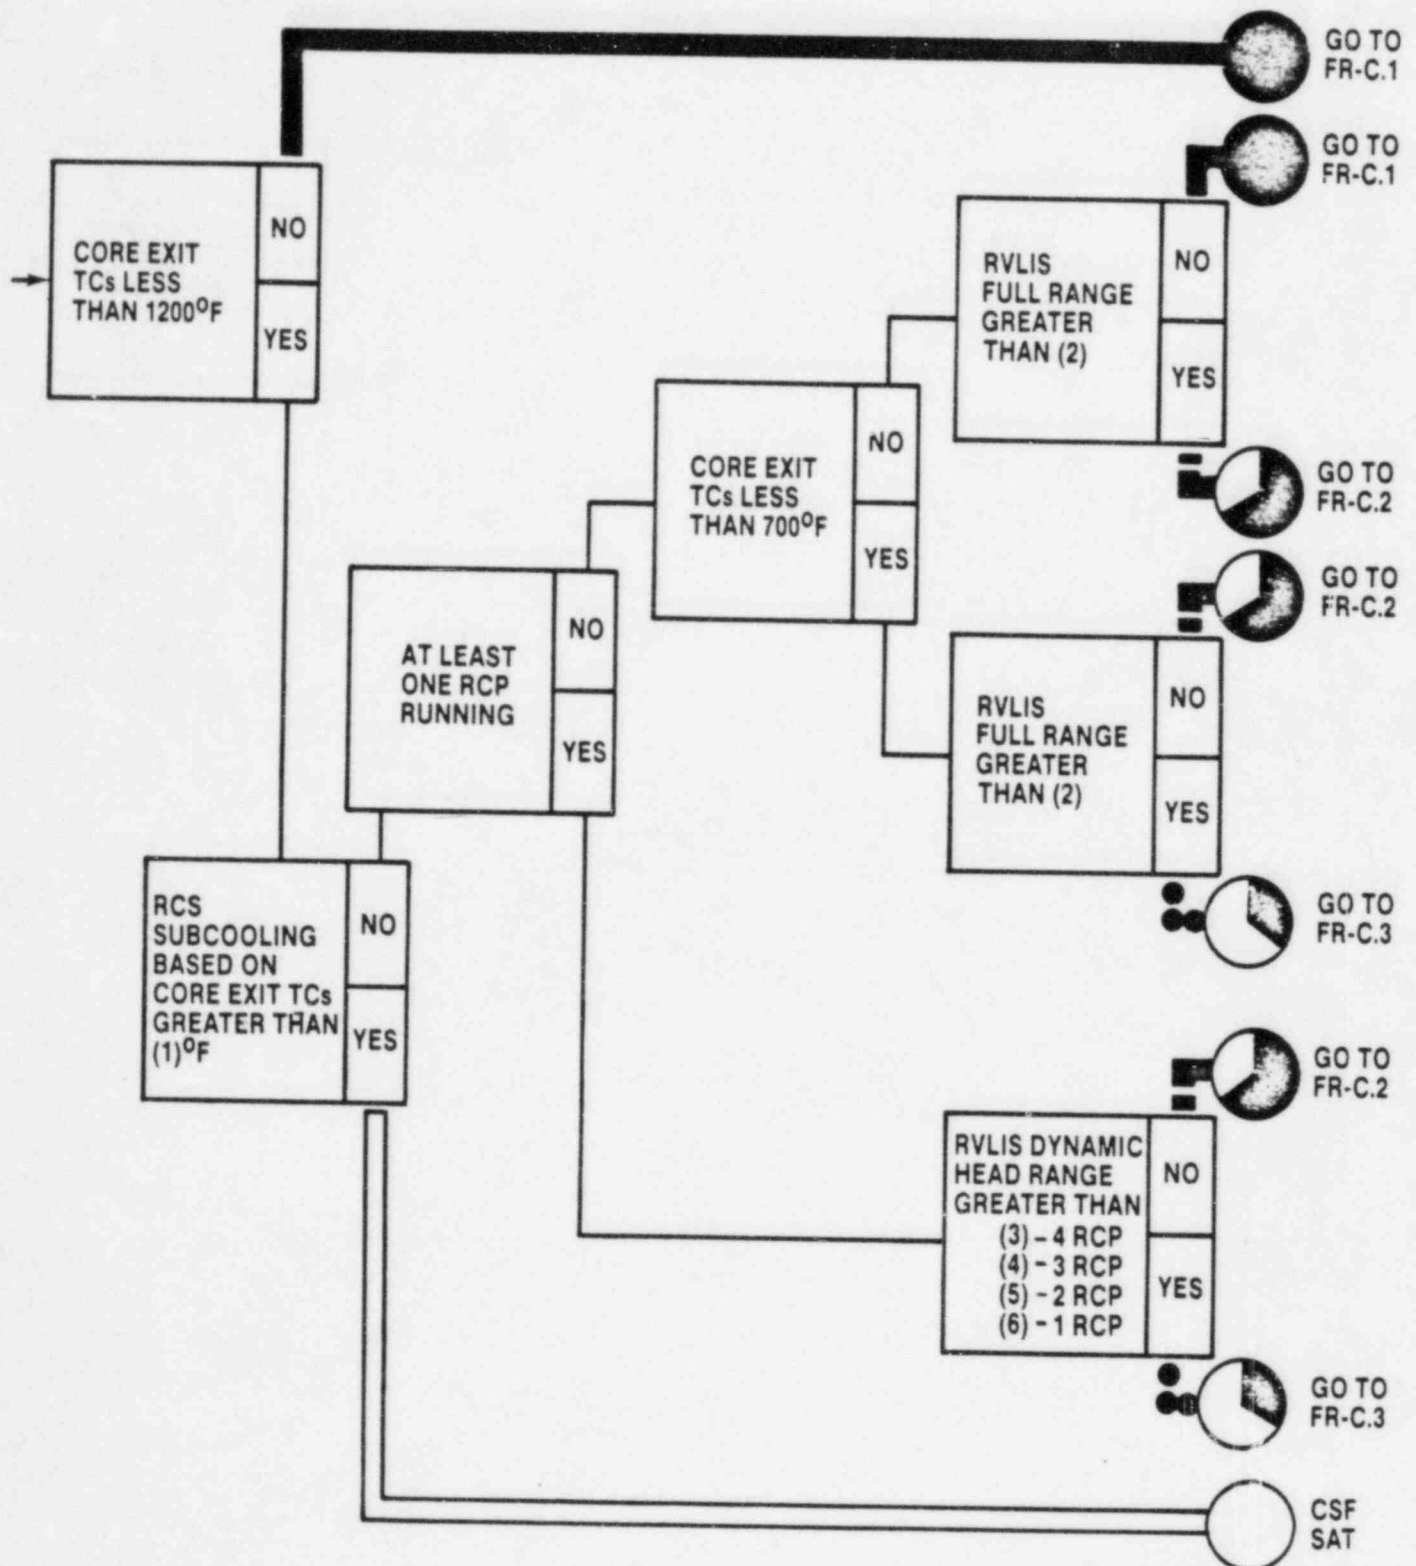 GO TO
FR-C.1
GO TO
FR-C.1
CORE EXIT
TCs LESS
THAN 1200°F
NO
YES
RVLIS
FULL RANGE
GREATER
THAN (2)
NO
YES
GO TO
FR-C.2
CORE EXIT
TCs LESS
THAN 700°F
NO
YES
GO TO
FR-C.2
AT LEAST
ONE RCP
RUNNING
NO
YES
RVLIS
FULL RANGE
GREATER
THAN (2)
NO
YES
GO TO
FR-C.3
RCS
SUBCOOLING
BASED ON
CORE EXIT TCs
GREATER THAN
(1)°F
NO
YES
GO TO
FR-C.2
RVLIS DYNAMIC
HEAD RANGE
GREATER THAN
(3) - 4 RCP
(4) - 3 RCP
(5) - 2 RCP
(6) - 1 RCP
NO
YES
GO TO
FR-C.3
CSF
SAT